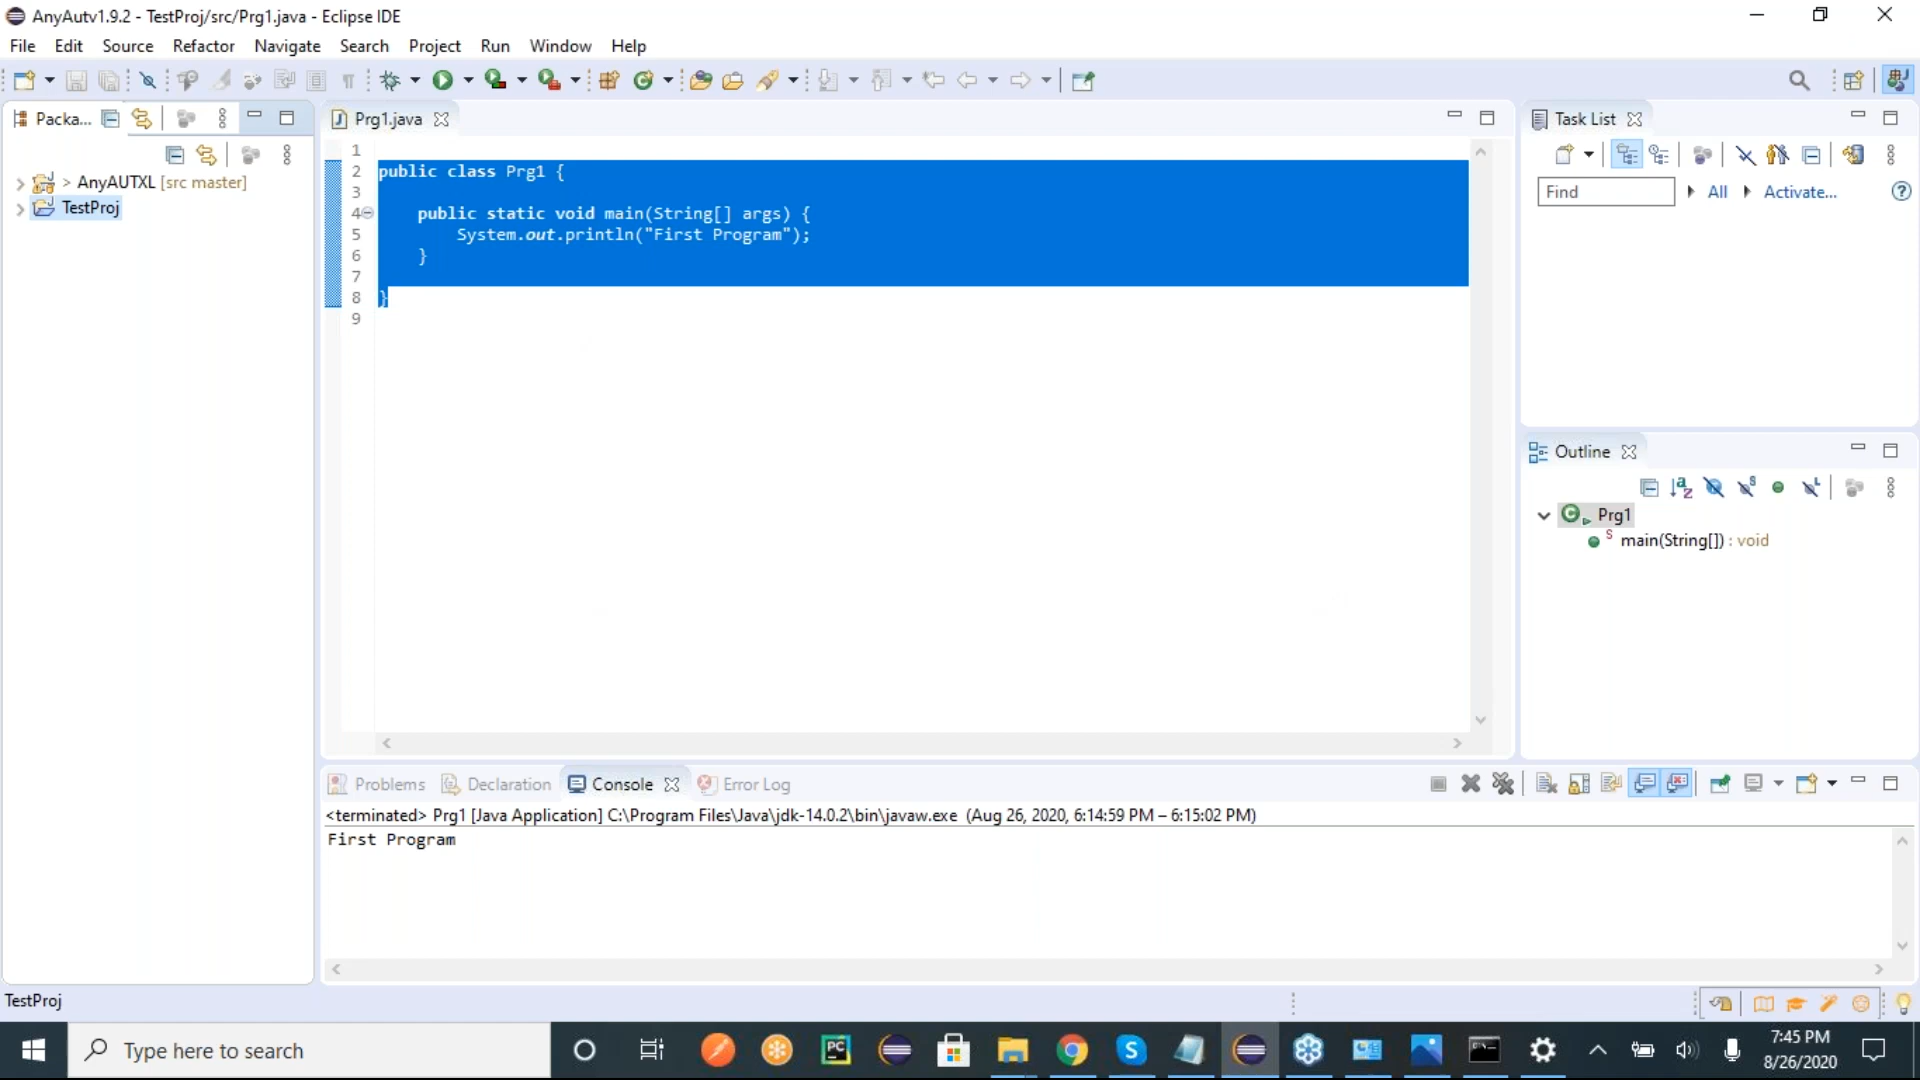 AnyAutv1.9.2 - TestProj/src/Prg1.java - Eclipse IDE
File Edit Source Refactor Navigate Search Project Run Window Help
Packa...
Prg1.java
Task List
> AnyAUTXL [src master]
TestProj
Find
All
Activate...
1
2 public class Prg1 {
3
4 public static void main(String[] args) {
5 System.out.println("First Program");
6 }
7
8 }
9
Outline
Prg1
main(String[]) : void
Problems Declaration Console Error Log
<terminated> Prg1 [Java Application] C:\Program Files\Java\jdk-14.0.2\bin\javaw.exe (Aug 26, 2020, 6:14:59 PM – 6:15:02 PM)
First Program
TestProj
Type here to search
PC
7:45 PM
8/26/2020